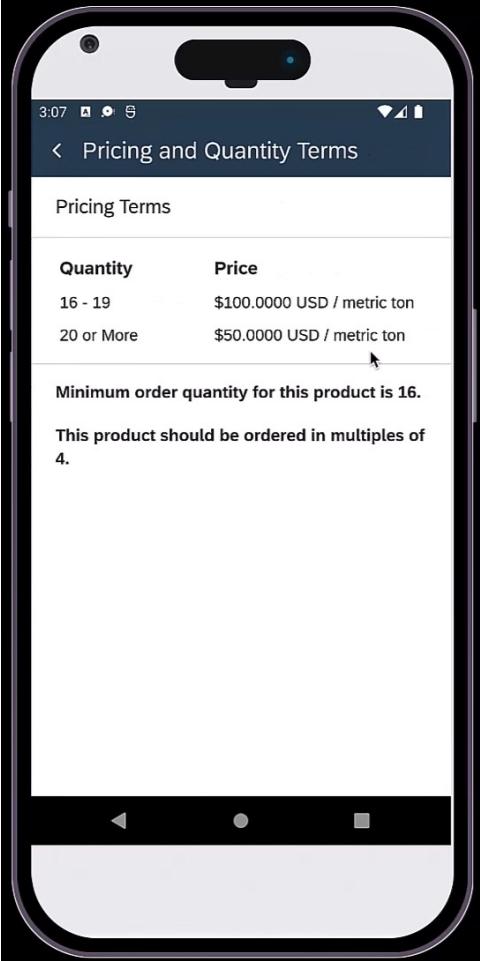 3:07
Pricing and Quantity Terms
Pricing Terms
Quantity Price
16 - 19 $100.0000 USD / metric ton
20 or More $50.0000 USD / metric ton
Minimum order quantity for this product is 16.
This product should be ordered in multiples of
4.